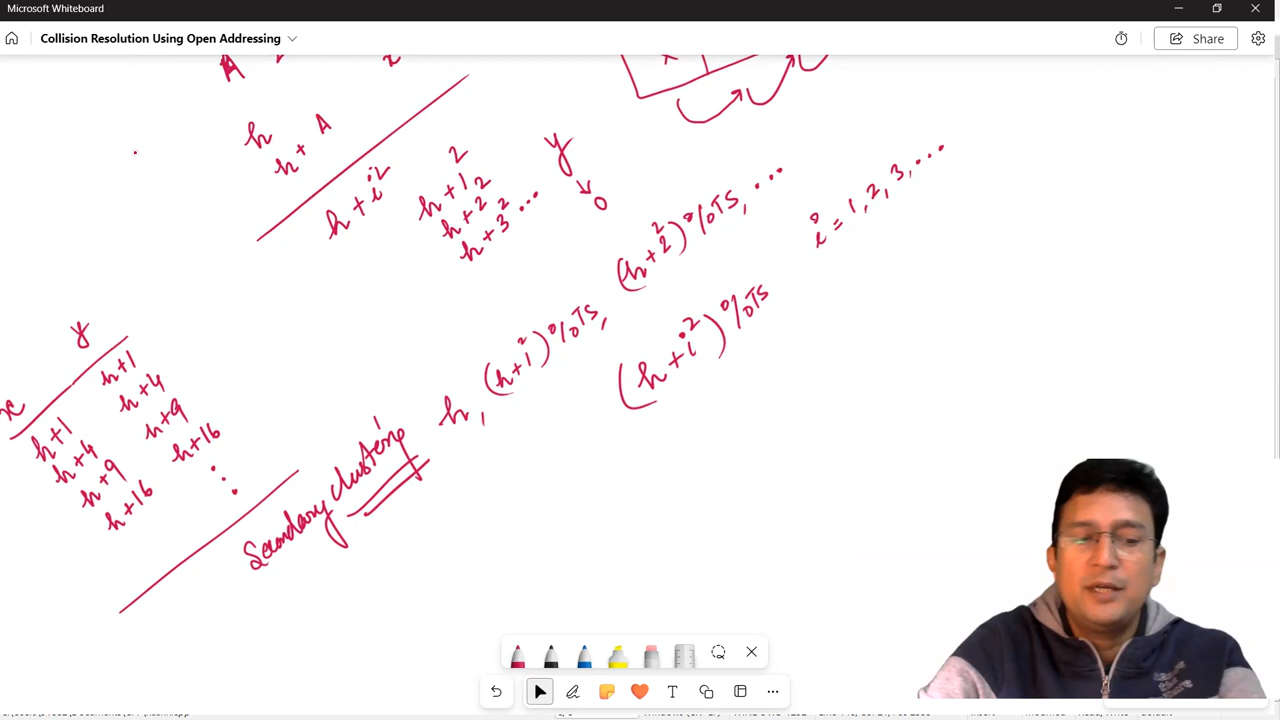 Microsoft Whiteboard
Collision Resolution Using Open Addressing
Share
A
h
h+A
h+i²
h+1²
h+2²
h+3² ...
y
0
h, (h+1²)%TS, (h+2²)%TS, ...
(h+i²)%TS
i = 1, 2, 3, ...
x
y
h+1
h+4
h+9
h+16
h+1
h+4
h+9
h+16
Secondary clustering